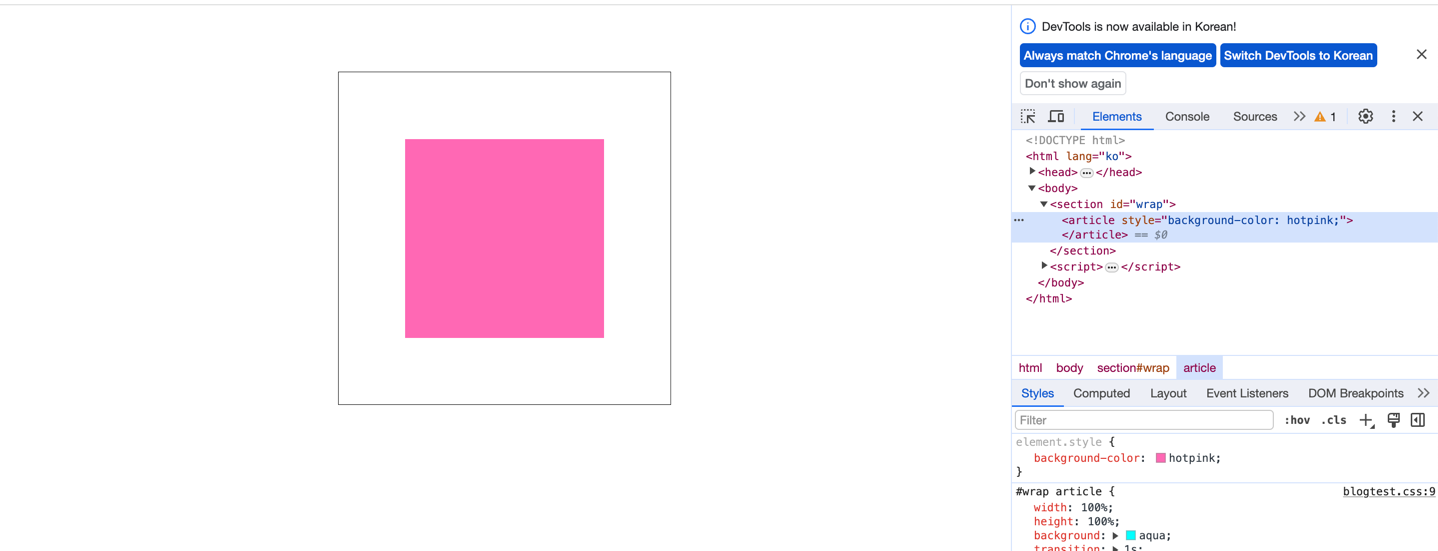 DevTools is now available in Korean!
Always match Chrome's language Switch DevTools to Korean
Don't show again
Elements Console Sources 1
<!DOCTYPE html>
<html lang="ko">
<head> ••• </head>
<body>
<section id="wrap">
••• <article style="background-color: hotpink;">
</article> == $0
</section>
<script> ••• </script>
</body>
</html>
html body section#wrap article
Styles Computed Layout Event Listeners DOM Breakpoints
Filter :hov .cls
element.style {
background-color: hotpink;
}
#wrap article { blogtest.css:9
width: 100%;
height: 100%;
background: aqua;
transition: 1s;